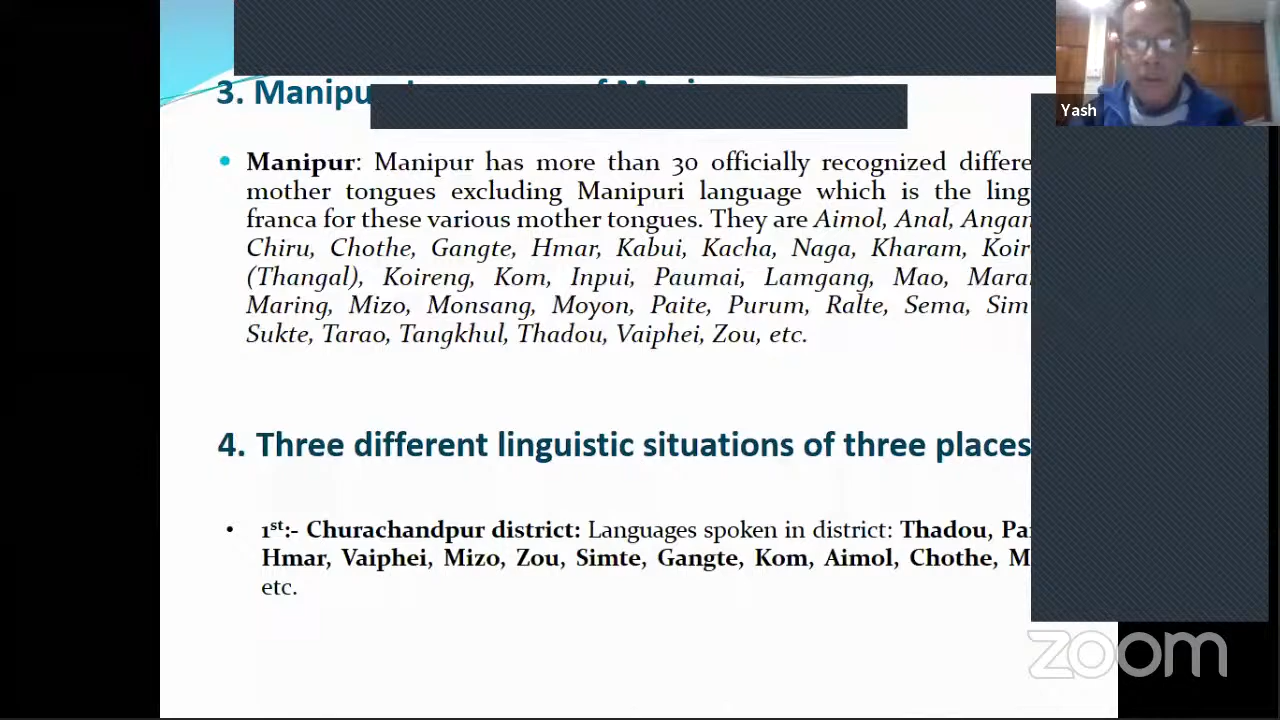 3. Manipu
Yash
Manipur: Manipur has more than 30 officially recognized differe
mother tongues excluding Manipuri language which is the ling
franca for these various mother tongues. They are Aimol, Anal, Angam
Chiru, Chothe, Gangte, Hmar, Kabui, Kacha, Naga, Kharam, Koir
(Thangal), Koireng, Kom, Inpui, Paumai, Lamgang, Mao, Mara
Maring, Mizo, Monsang, Moyon, Paite, Purum, Ralte, Sema, Sim
Sukte, Tarao, Tangkhul, Thadou, Vaiphei, Zou, etc.
4. Three different linguistic situations of three places
• 1st:- Churachandpur district: Languages spoken in district: Thadou, Pa
Hmar, Vaiphei, Mizo, Zou, Simte, Gangte, Kom, Aimol, Chothe, M
etc.
zoom